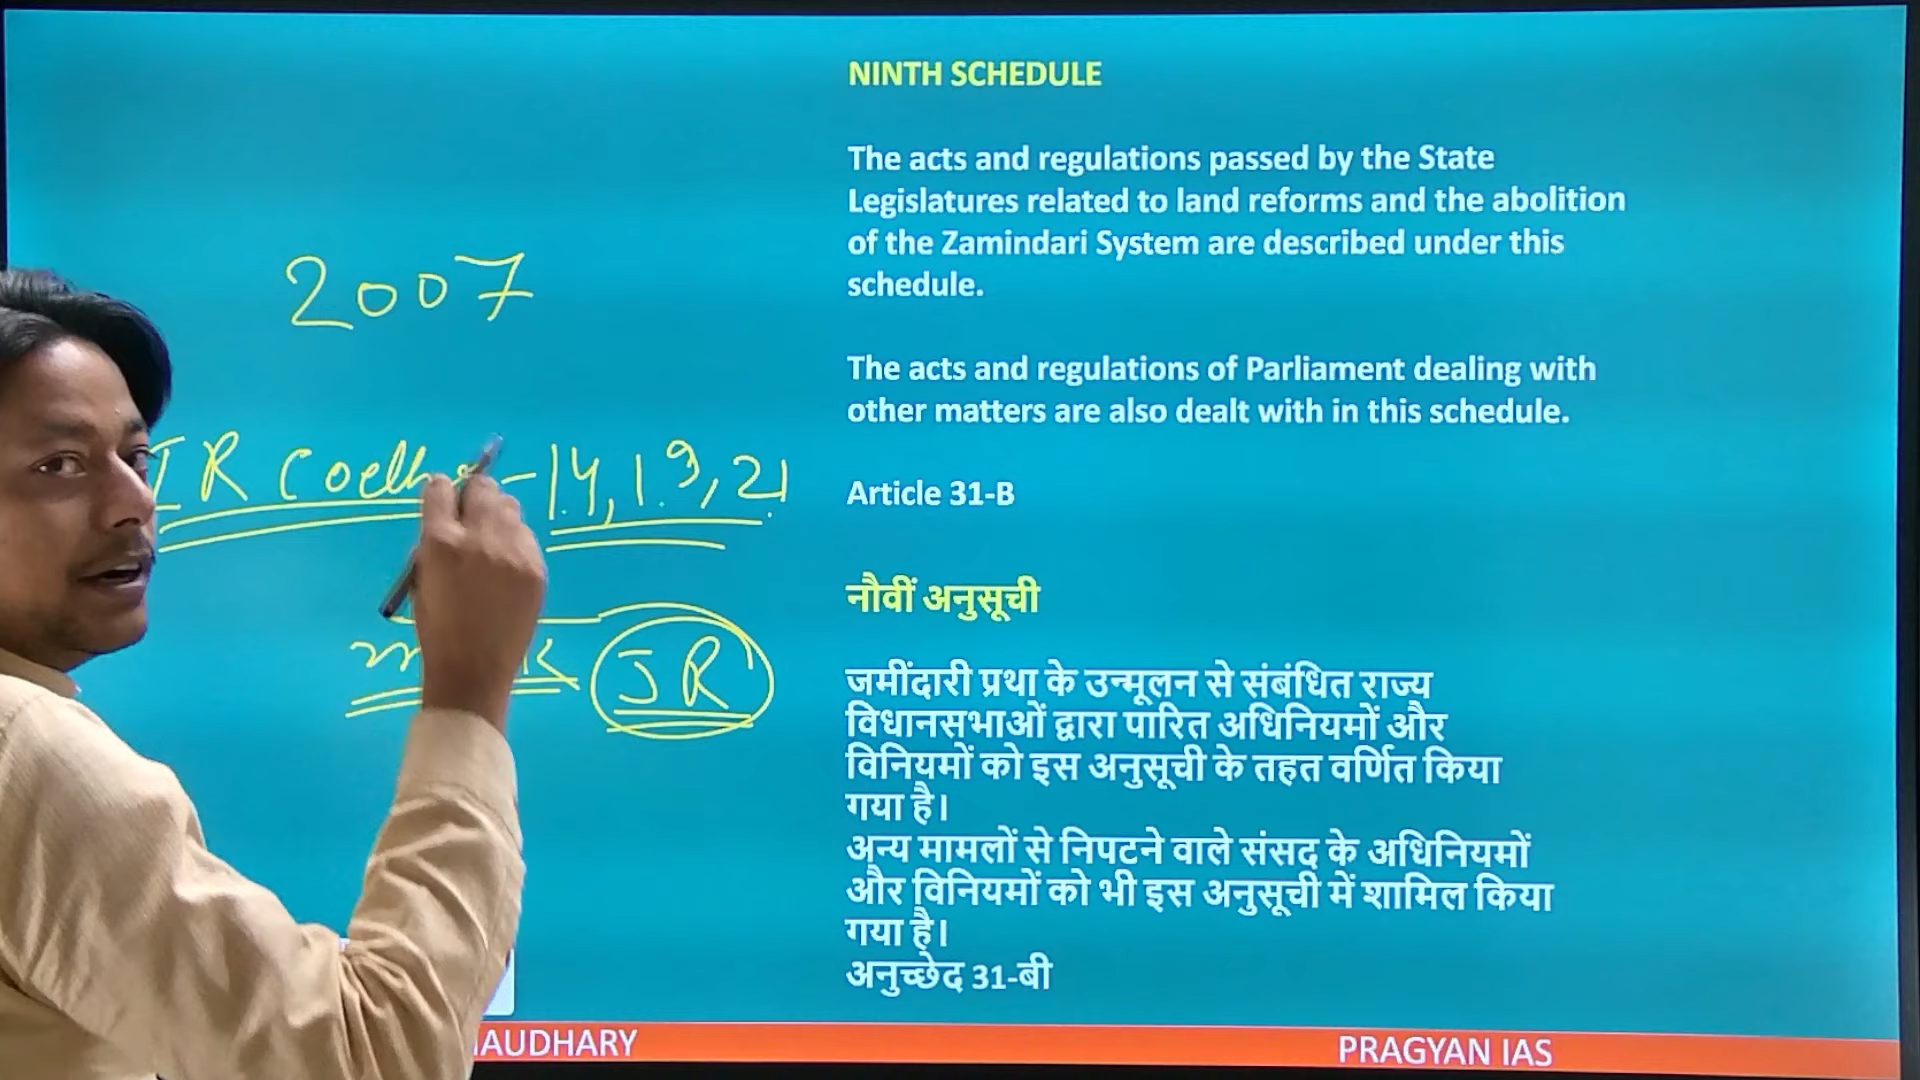 NINTH SCHEDULE
The acts and regulations passed by the State
Legislatures related to land reforms and the abolition
of the Zamindari System are described under this
schedule.
The acts and regulations of Parliament dealing with
other matters are also dealt with in this schedule.
Article 31-B
नौवीं अनुसूची
जमींदारी प्रथा के उन्मूलन से संबंधित राज्य
विधानसभाओं द्वारा पारित अधिनियमों और
विनियमों को इस अनुसूची के तहत वर्णित किया
गया है।
अन्य मामलों से निपटने वाले संसद के अधिनियमों
और विनियमों को भी इस अनुसूची में शामिल किया
गया है।
अनुच्छेद 31-बी
2007
IR Coelho - 14, 19, 21
JR
AUDHARY
PRAGYAN IAS